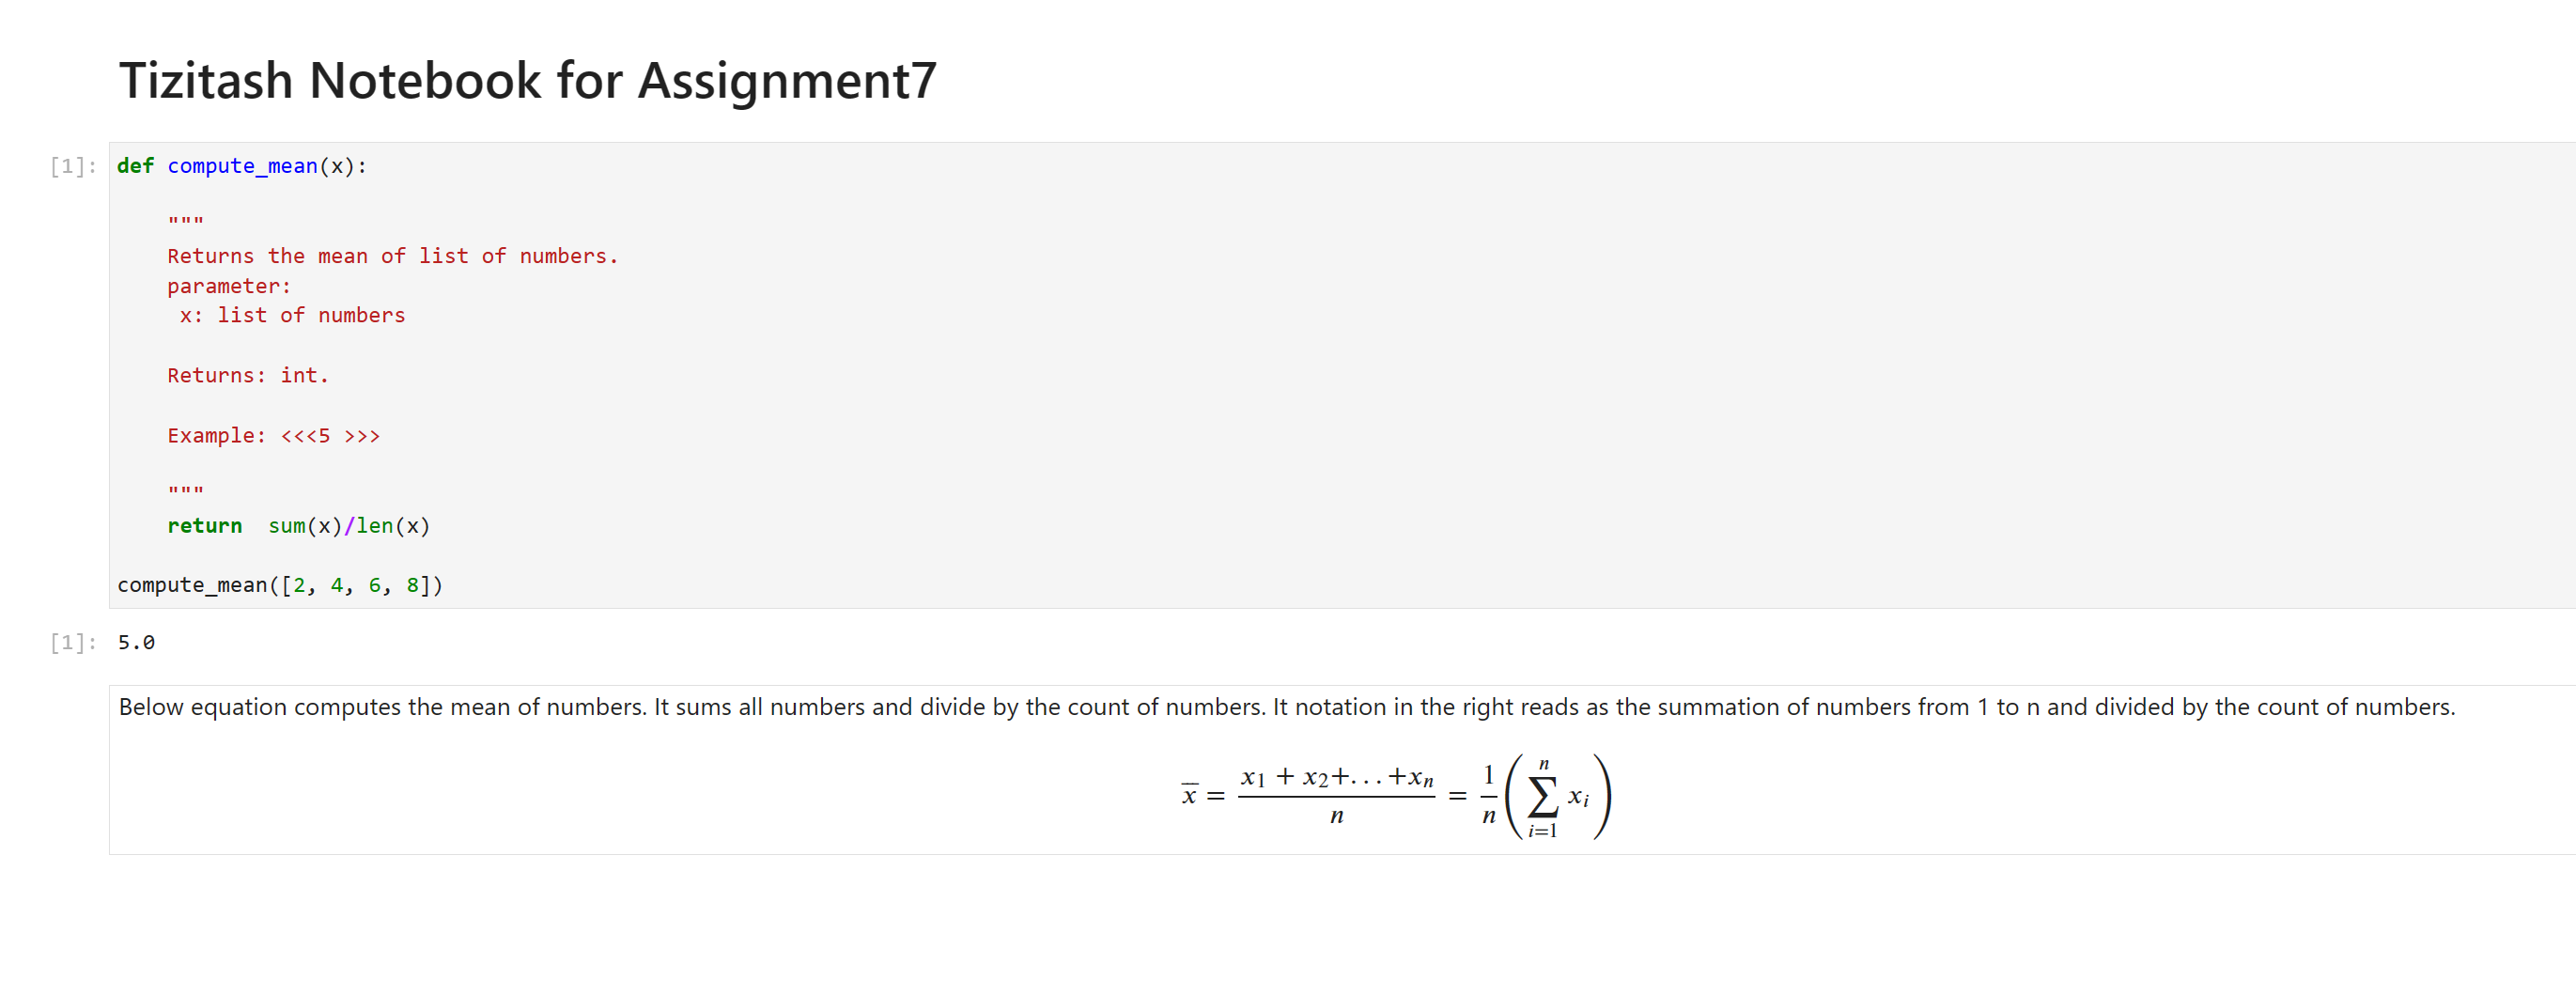 Tizitash Notebook for Assignment7
[1]: def compute_mean(x):
"""
Returns the mean of list of numbers.
parameter:
x: list of numbers
Returns: int.
Example: <<<5 >>>
"""
return  sum(x)/len(x)
compute_mean([2, 4, 6, 8])
[1]: 5.0
Below equation computes the mean of numbers. It sums all numbers and divide by the count of numbers. It notation in the right reads as the summation of numbers from 1 to n and divided by the count of numbers.
x̅ = \frac{x_1 + x_2+...+x_n}{n} = \frac{1}{n} \left( \sum_{i=1}^{n} x_i \right)